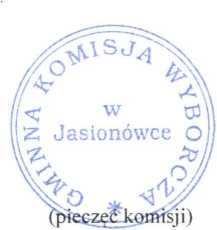 GMINNA KOMISJA WYBORCZA
w
Jasionówce
(pieczęć komisji)